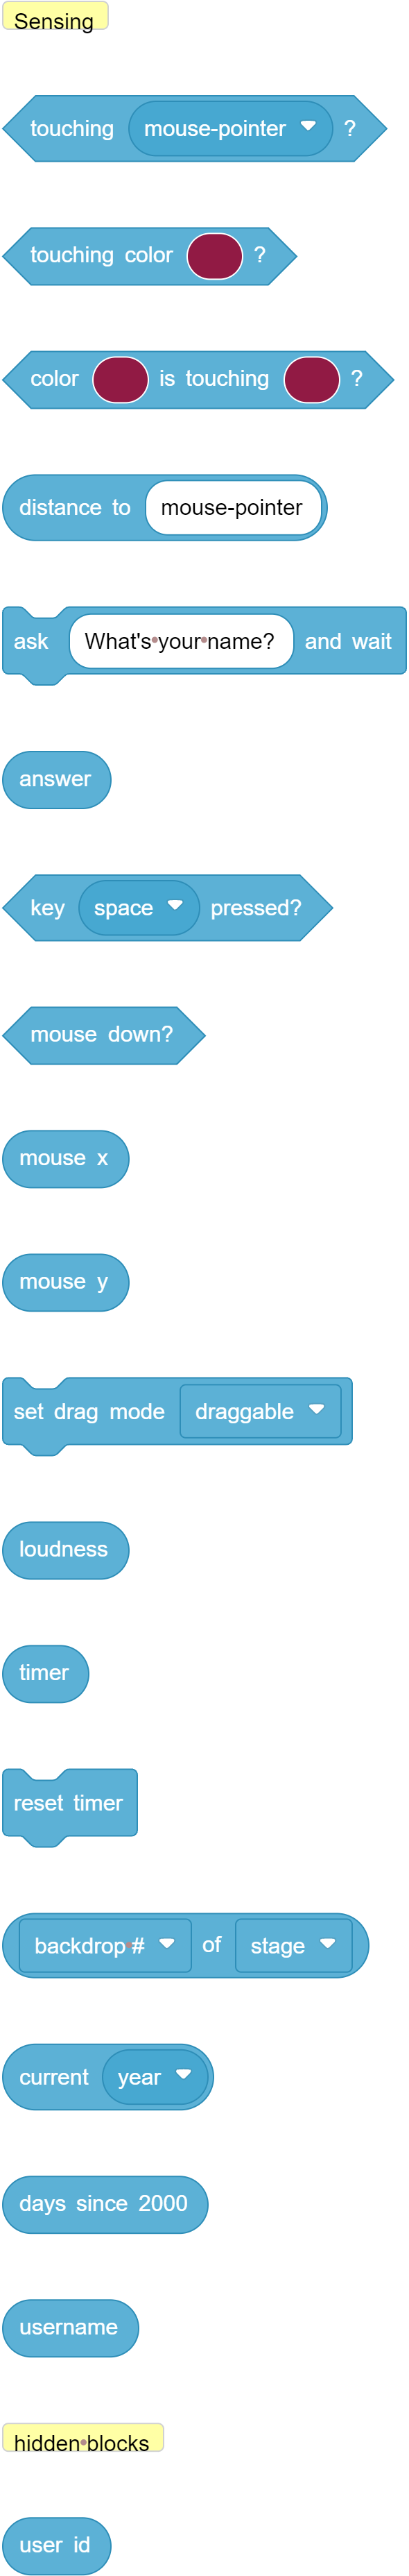 Sensing
touching mouse-pointer ?
touching color ?
color is touching ?
distance to mouse-pointer
ask What's your name? and wait
answer
key space pressed?
mouse down?
mouse x
mouse y
set drag mode draggable
loudness
timer
reset timer
backdrop # of stage
current year
days since 2000
username
hidden blocks
user id